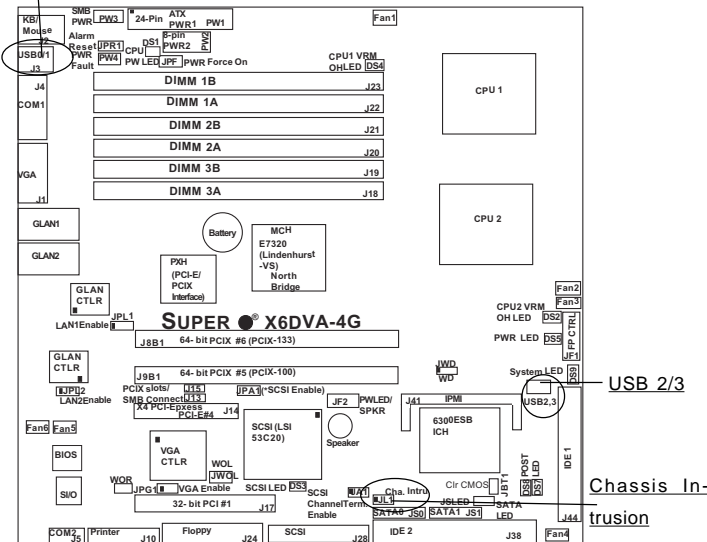 KB/
Mouse
J2
SMB
PWR
PW3
24-Pin
ATX
PWR1
PW1
Fan1
USB0/1
J3
Alarm
Reset
JPR1
PWR
Fault
PW4
DS1
CPU
PW LED
8-pin
PWR2
PW2
JPF
PWR Force On
CPU1 VRM
OHLED
DS4
J4
COM1
DIMM 1B
J23
DIMM 1A
J22
DIMM 2B
J21
DIMM 2A
J20
DIMM 3B
J19
DIMM 3A
J18
CPU 1
VGA
J1
GLAN1
GLAN2
Battery
MCH
E7320
(Lindenhurst
-VS)
North
Bridge
PXH
(PCI-E/
PCIX
Interface)
CPU 2
GLAN
CTLR
JPL1
LAN1Enable
SUPER ® X6DVA-4G
Fan2
Fan3
CPU2 VRM
OH LED
DS2
PWR LED
DS5
FP CTRL
JF1
J8B1
64- bit PCIX #6 (PCIX-133)
GLAN
CTLR
JPL2
LAN2Enable
J9B1
64- bit PCIX #5 (PCIX-100)
JWD
WD
System LED
DS9
USB 2/3
USB2,3
PCIX slots/
SMB Connect
J15
J13
JPA1
(*SCSI Enable)
X4 PCI-Epxess
PCI-E#4
J14
JF2
PWLED/
SPKR
J41
IPMI
Fan6
Fan5
BIOS
SI/O
VGA
CTLR
SCSI (LSI
53C20)
Speaker
6300ESB
ICH
IDE 1
J44
WOL
JWOL
WOR
JPG1
VGA Enable
SCSI LED
DS3
SCSI
ChannelTerm.
Enable
JA1
Cha. Intru
JL1
Clr CMOS
JBT1
POST
LED
DS8
DS7
Chassis In-
trusion
32- bit PCI #1
J17
SATA0
JS0
SATA1
JS1
JSLED
SATA
LED
COM2
J5
Printer
J10
Floppy
J24
SCSI
J28
IDE 2
J38
Fan4